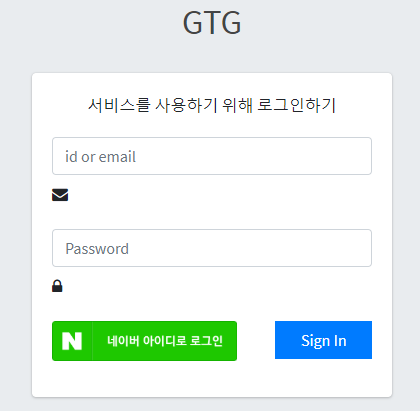 GTG
서비스를 사용하기 위해 로그인하기
id or email
Password
N 네이버 아이디로 로그인
Sign In